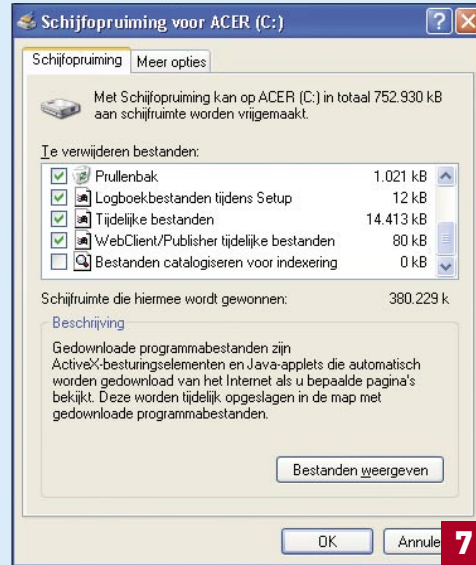 Schijfopruiming voor ACER (C:)
Schijfopruiming Meer opties
Met Schijfopruiming kan op ACER (C:) in totaal 752.930 kB
aan schijfruimte worden vrijgemaakt.
Te verwijderen bestanden:
Prullenbak 1.021 kB
Logboekbestanden tijdens Setup 12 kB
Tijdelijke bestanden 14.413 kB
WebClient/Publisher tijdelijke bestanden 80 kB
Bestanden catalogiseren voor indexering 0 kB
Schijfruimte die hiermee wordt gewonnen: 380.229 k
Beschrijving
Gedownloade programmabestanden zijn
ActiveX-besturingselementen en Java-applets die automatisch
worden gedownload van het Internet als u bepaalde pagina's
bekijkt. Deze worden tijdelijk opgeslagen in de map met
gedownloade programmabestanden.
Bestanden weergeven
OK Annule
7